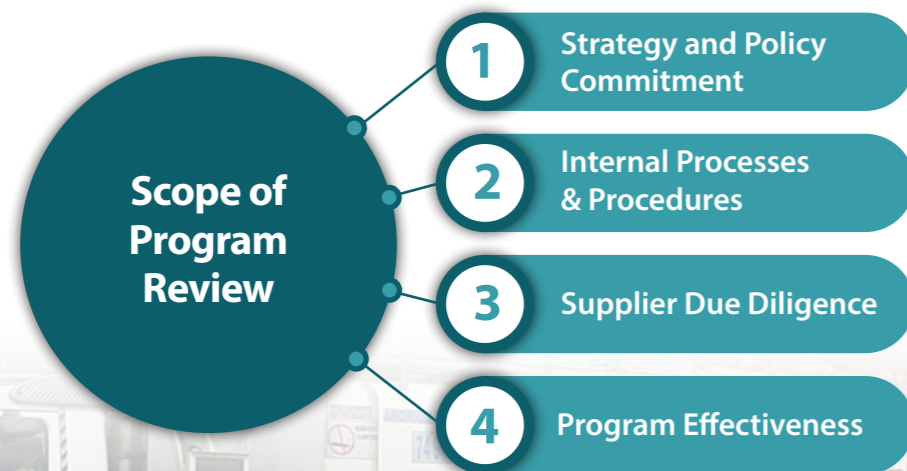 Scope of
Program
Review
1
Strategy and Policy
Commitment
2
Internal Processes
& Procedures
3
Supplier Due Diligence
4
Program Effectiveness